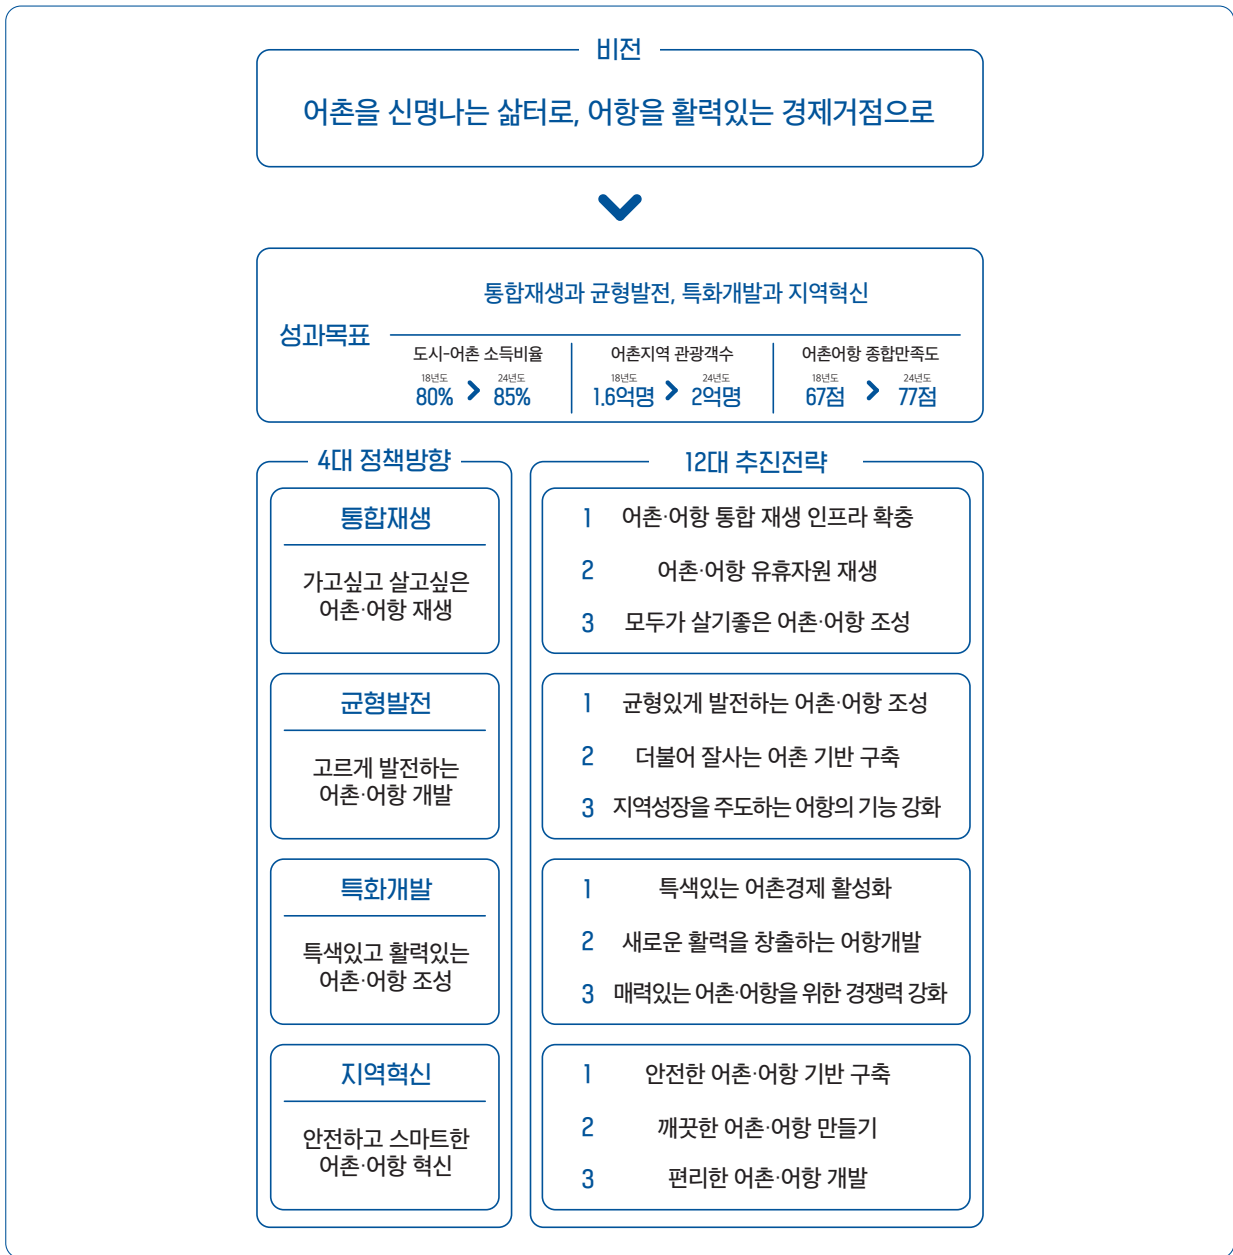 비전
어촌을 신명나는 삶터로, 어항을 활력있는 경제거점으로
성과목표
통합재생과 균형발전, 특화개발과 지역혁신
도시-어촌 소득비율
18년도 24년도
80% 85%
어촌지역 관광객수
18년도 24년도
1.6억명 2억명
어촌어항 종합만족도
18년도 24년도
67점 77점
4대 정책방향
12대 추진전략
통합재생
가고싶고 살고싶은
어촌·어항 재생
1 어촌·어항 통합 재생 인프라 확충
2 어촌·어항 유휴자원 재생
3 모두가 살기좋은 어촌·어항 조성
균형발전
고르게 발전하는
어촌·어항 개발
1 균형있게 발전하는 어촌·어항 조성
2 더불어 잘사는 어촌 기반 구축
3 지역성장을 주도하는 어항의 기능 강화
특화개발
특색있고 활력있는
어촌·어항 조성
1 특색있는 어촌경제 활성화
2 새로운 활력을 창출하는 어항개발
3 매력있는 어촌·어항을 위한 경쟁력 강화
지역혁신
안전하고 스마트한
어촌·어항 혁신
1 안전한 어촌·어항 기반 구축
2 깨끗한 어촌·어항 만들기
3 편리한 어촌·어항 개발